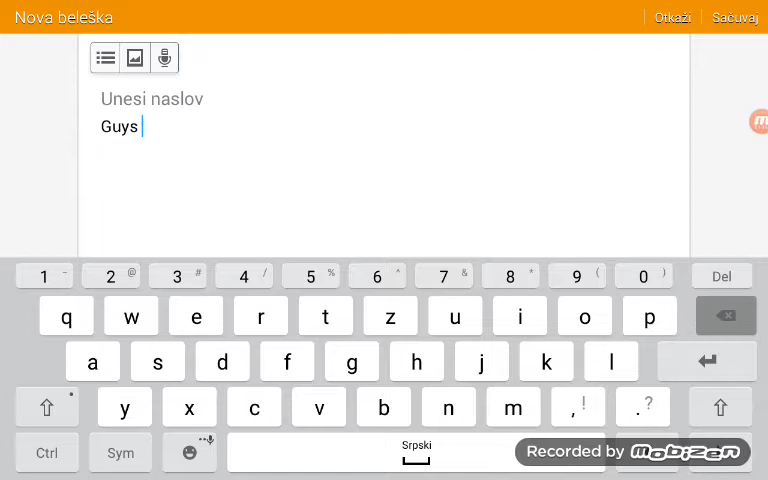 Nova beleška Otkaži Sačuvaj
Unesi naslov
Guys
1 - 2 @ 3 # 4 / 5 % 6 ^ 7 & 8 * 9 ( 0 ) Del
q w e r t z u i o p
a s d f g h j k l
y x c v b n m , ! . ?
Ctrl Sym Srpski
Recorded by mobizen